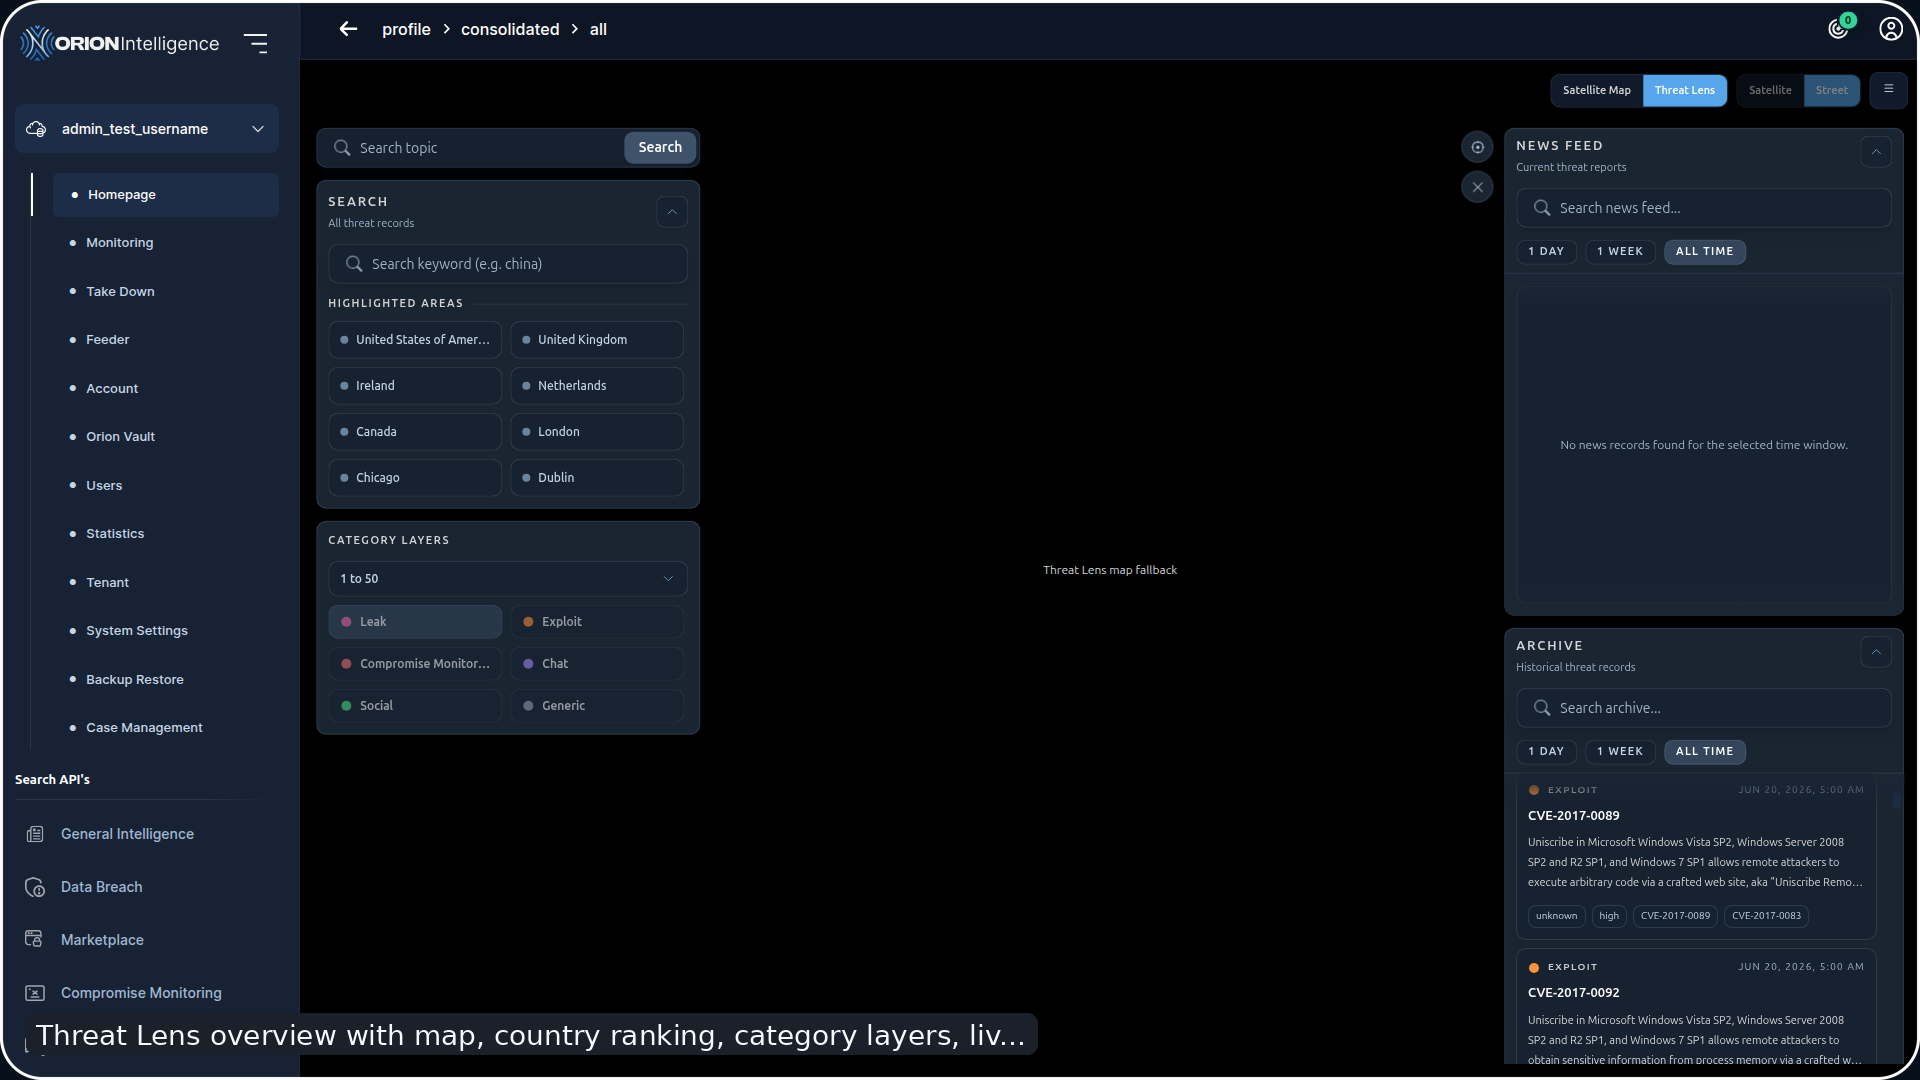 ORIONIntelligence
profile > consolidated > all
0
admin_test_username
Homepage
Monitoring
Take Down
Feeder
Account
Orion Vault
Users
Statistics
Tenant
System Settings
Backup Restore
Case Management
Search API's
General Intelligence
Data Breach
Marketplace
Compromise Monitoring
Satellite Map
Threat Lens
Satellite
Street
Search topic
Search
SEARCH
All threat records
Search keyword (e.g. china)
HIGHLIGHTED AREAS
United States of Amer...
United Kingdom
Ireland
Netherlands
Canada
London
Chicago
Dublin
CATEGORY LAYERS
1 to 50
Leak
Exploit
Compromise Monitor...
Chat
Social
Generic
Threat Lens map fallback
NEWS FEED
Current threat reports
Search news feed...
1 DAY
1 WEEK
ALL TIME
No news records found for the selected time window.
ARCHIVE
Historical threat records
Search archive...
1 DAY
1 WEEK
ALL TIME
EXPLOIT
JUN 20, 2026, 5:00 AM
CVE-2017-0089
Uniscribe in Microsoft Windows Vista SP2, Windows Server 2008
SP2 and R2 SP1, and Windows 7 SP1 allows remote attackers to
execute arbitrary code via a crafted web site, aka "Uniscribe Remo...
unknown
high
CVE-2017-0089
CVE-2017-0083
EXPLOIT
JUN 20, 2026, 5:00 AM
CVE-2017-0092
Uniscribe in Microsoft Windows Vista SP2, Windows Server 2008
SP2 and R2 SP1, and Windows 7 SP1 allows remote attackers to
obtain sensitive information from process memory via a crafted w...
Threat Lens overview with map, country ranking, category layers, liv...